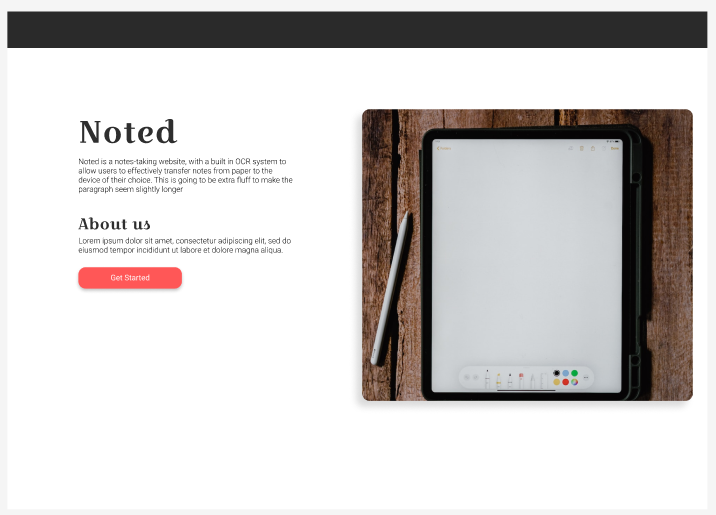 Noted
Noted is a notes-taking website, with a built in OCR system to
allow users to effectively transfer notes from paper to the
device of their choice. This is going to be extra fluff to make the
paragraph seem slightly longer
About us
Lorem ipsum dolor sit amet, consectetur adipiscing elit, sed do
eiusmod tempor incididunt ut labore et dolore magna aliqua.
Get Started